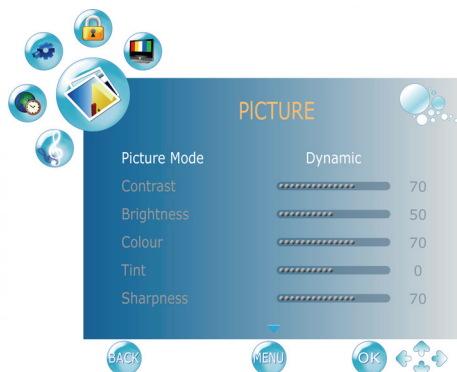 PICTURE
Picture Mode Dynamic
Contrast 70
Brightness 50
Colour 70
Tint 0
Sharpness 70
BACK MENU OK